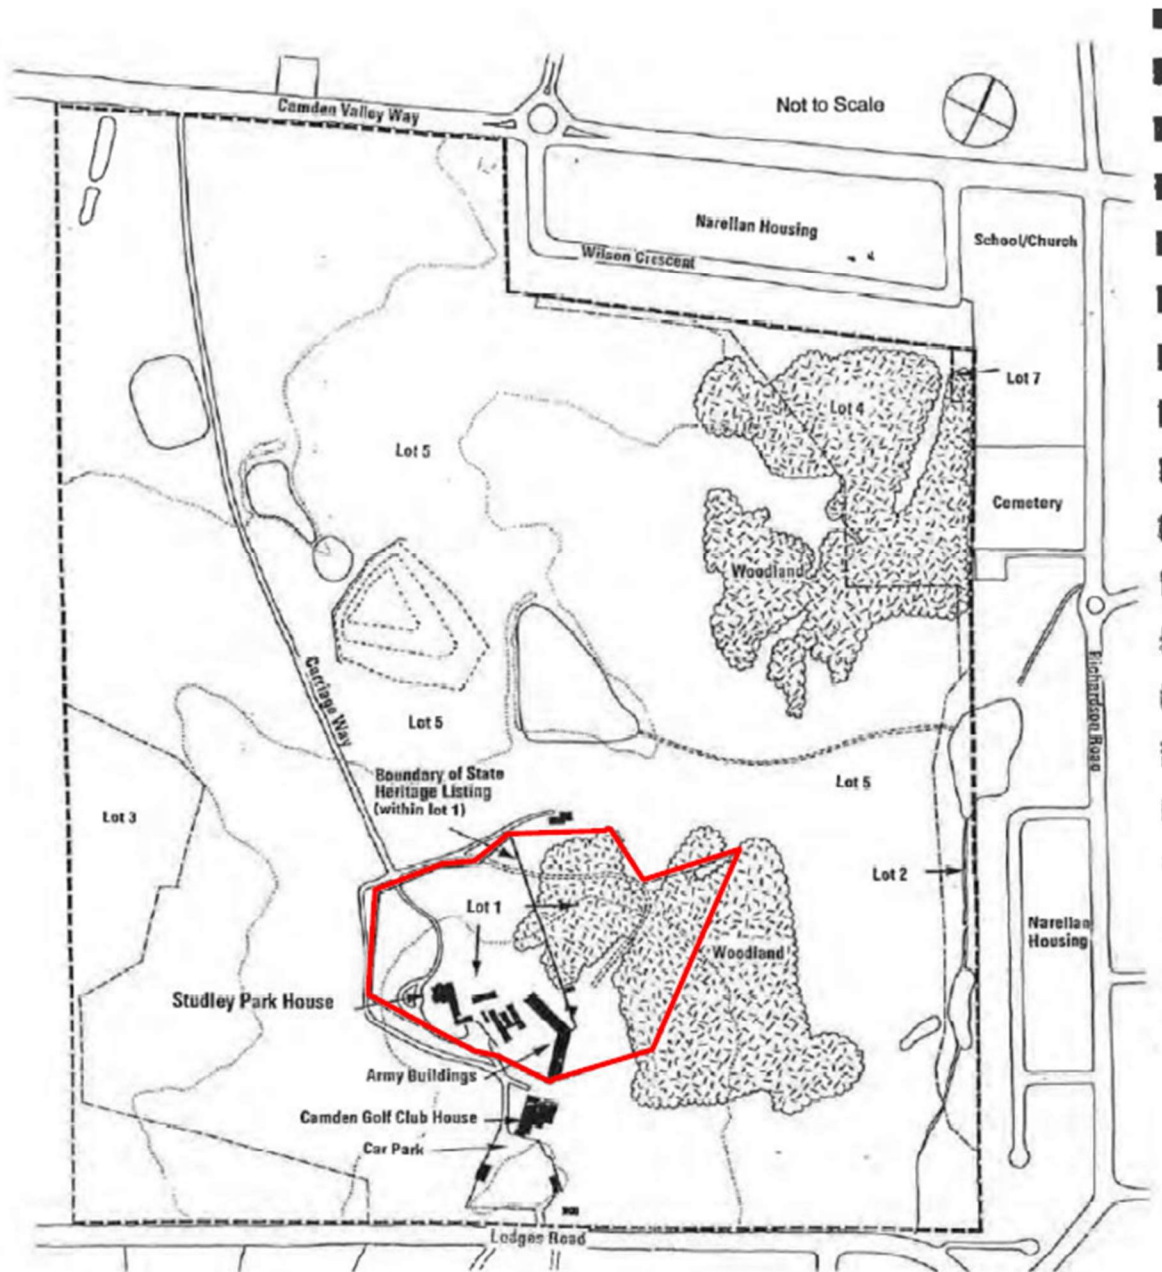 Not to Scale
Camden Valley Way
Narellan Housing
School/Church
Wilson Crescent
Lot 7
Lot 4
Lot 5
Cemetery
Woodland
Carriage Way
Richardson Road
Lot 5
Boundary of State
Heritage Listing
(within lot 1)
Lot 5
Lot 3
Lot 2
Lot 1
Narellan
Housing
Woodland
Studley Park House
Army Buildings
Camden Golf Club House
Car Park
Lodges Road